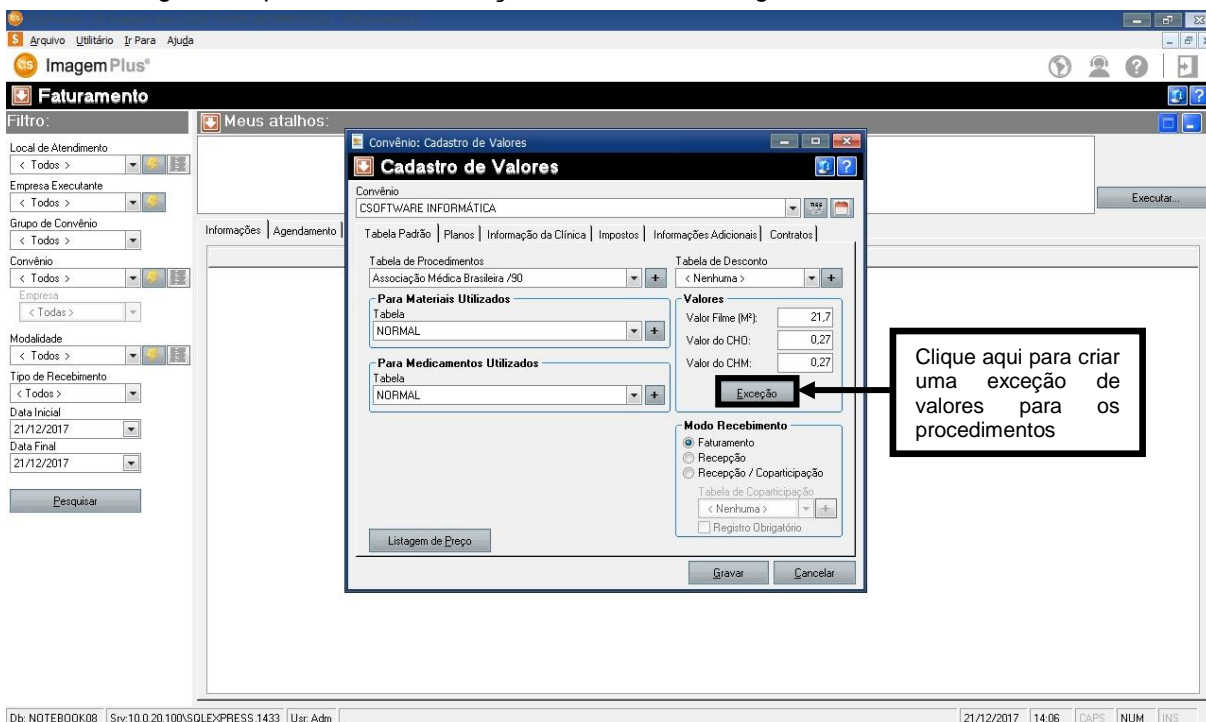 Arquivo Utilitário Ir Para Ajuda
ImagemPlus®
Faturamento
Filtro:
Meus atalhos:
Local de Atendimento
< Todos >
Empresa Executante
< Todos >
Grupo de Convênio
< Todos >
Convênio
< Todos >
Empresa
< Todas >
Modalidade
< Todos >
Tipo de Recebimento
< Todos >
Data Inicial
21/12/2017
Data Final
21/12/2017
Pesquisar
Executar...
Informações Agendamento
Convênio: Cadastro de Valores
Cadastro de Valores
Convênio
CSOFTWARE INFORMÁTICA
Tabela Padrão Planos Informação da Clínica Impostos Informações Adicionais Contratos
Tabela de Procedimentos
Associação Médica Brasileira /90
Tabela de Desconto
< Nenhuma >
Para Materiais Utilizados
Tabela
NORMAL
Para Medicamentos Utilizados
Tabela
NORMAL
Valores
Valor Filme (M²): 21,7
Valor do CHO: 0,27
Valor do CHM: 0,27
Exceção
Modo Recebimento
Faturamento
Recepção
Recepção / Coparticipação
Tabela de Coparticipação
< Nenhuma >
Registro Obrigatório
Listagem de Preço
Gravar Cancelar
Clique aqui para criar
uma exceção de
valores para os
procedimentos
Db: NOTEBOOK08 Srv:10.0.20.100\SQLEXPRESS,1433 Usr: Adm 21/12/2017 14:06 CAPS NUM INS